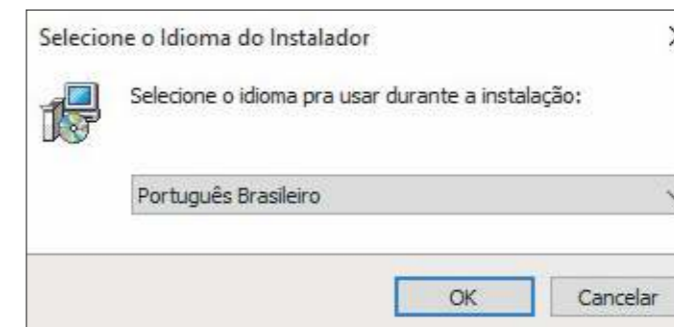 Selecione o Idioma do Instalador
Selecione o idioma pra usar durante a instalação:
Português Brasileiro
OK
Cancelar